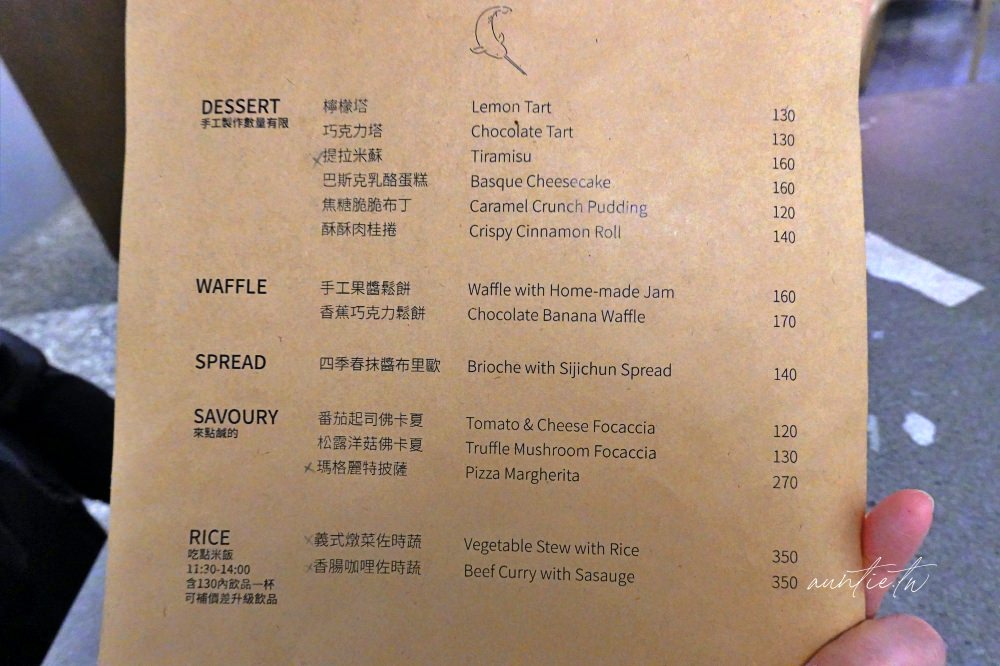 DESSERT 檸檬塔 Lemon Tart 130
手工製作數量有限
巧克力塔 Chocolate Tart 130
×提拉米蘇 Tiramisu 160
巴斯克乳酪蛋糕 Basque Cheesecake 160
焦糖脆脆布丁 Caramel Crunch Pudding 120
酥酥肉桂捲 Crispy Cinnamon Roll 140
WAFFLE 手工果醬鬆餅 Waffle with Home-made Jam 160
香蕉巧克力鬆餅 Chocolate Banana Waffle 170
SPREAD 四季春抹醬布里歐 Brioche with Sijichun Spread 140
SAVOURY 番茄起司佛卡夏 Tomato & Cheese Focaccia 120
來點鹹的
松露洋菇佛卡夏 Truffle Mushroom Focaccia 130
×瑪格麗特披薩 Pizza Margherita 270
RICE ×義式燉菜佐時蔬 Vegetable Stew with Rice 350
吃點米飯
11:30-14:00 ×香腸咖哩佐時蔬 Beef Curry with Sasauge 350
含130內飲品一杯
可補價差升級飲品
auntie.tw